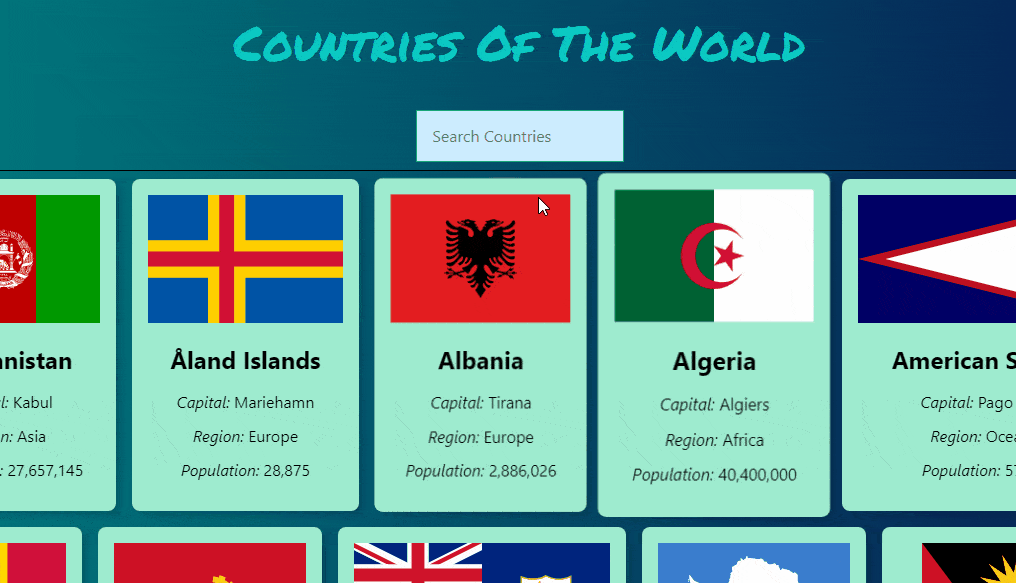 Countries Of The World
Search Countries
nistan
Åland Islands
Albania
Algeria
American S
l: Kabul
Capital: Mariehamn
Capital: Tirana
Capital: Algiers
Capital: Pago
n: Asia
Region: Europe
Region: Europe
Region: Africa
Region: Ocea
: 27,657,145
Population: 28,875
Population: 2,886,026
Population: 40,400,000
Population: 57